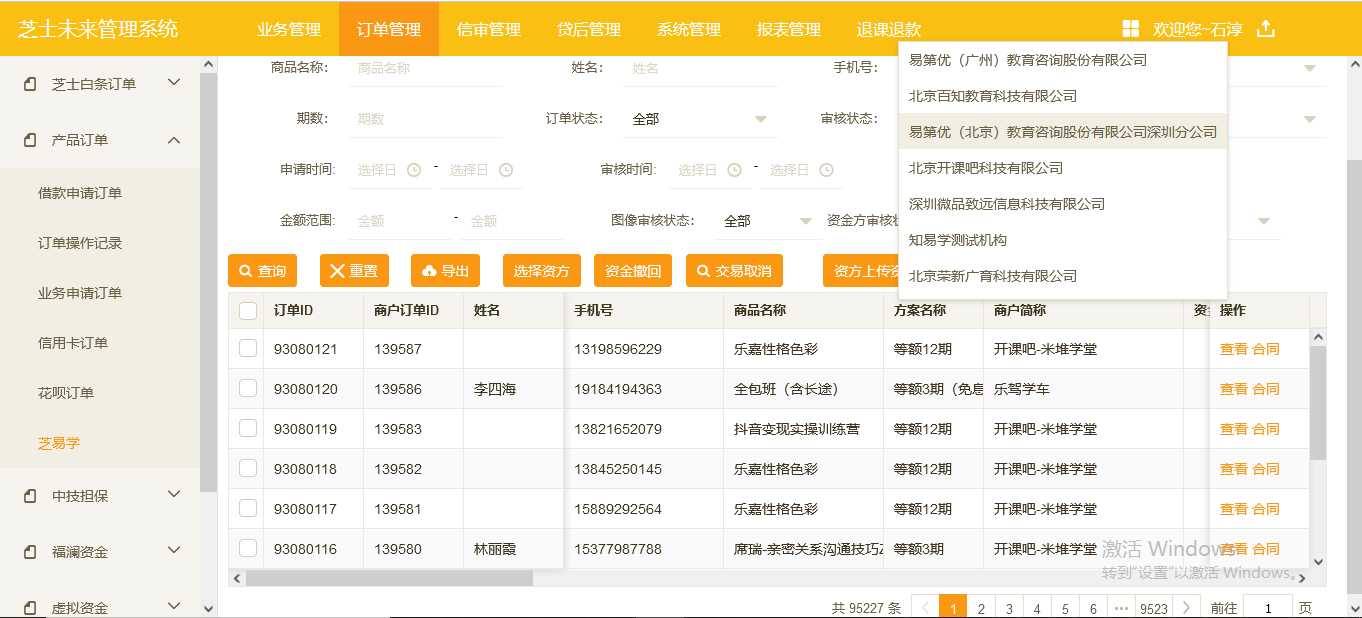 芝士未来管理系统 业务管理 订单管理 信审管理 贷后管理 系统管理 报表管理 退课退款 欢迎您~石淳
芝士白条订单
产品订单
借款申请订单
订单操作记录
业务申请订单
信用卡订单
花呗订单
芝易学
中技担保
福澜资金
虚拟资金
商品名称: 商品名称 姓名: 姓名 手机号:
期数: 期数 订单状态: 全部 审核状态:
申请时间: 选择日 - 选择日 审核时间: 选择日 - 选择日
金额范围: 金额 - 金额 图像审核状态: 全部 资金方审核状
易第优（广州）教育咨询股份有限公司
北京百知教育科技有限公司
易第优（北京）教育咨询股份有限公司深圳分公司
北京开课吧科技有限公司
深圳微品致远信息科技有限公司
知易学测试机构
北京荣新广育科技有限公司
查询 重置 导出 选择资方 资金撤回 交易取消 资方上传资
订单ID 商户订单ID 姓名 手机号 商品名称 方案名称 商户简称 资金 操作
93080121 139587 13198596229 乐嘉性格色彩 等额12期 开课吧-米堆学堂 查看 合同
93080120 139586 李四海 19184194363 全包班（含长途） 等额3期（免息 乐驾学车 查看 合同
93080119 139583 13821652079 抖音变现实操训练营 等额12期 开课吧-米堆学堂 查看 合同
93080118 139582 13845250145 乐嘉性格色彩 等额12期 开课吧-米堆学堂 查看 合同
93080117 139581 15889292564 乐嘉性格色彩 等额12期 开课吧-米堆学堂 查看 合同
93080116 139580 林丽霞 15377987788 席瑞-亲密关系沟通技巧 等额3期 开课吧-米堆学堂 查看 合同
激活 Windows
转到"设置"以激活 Windows。
共 95227 条 1 2 3 4 5 6 ··· 9523 前往 1 页